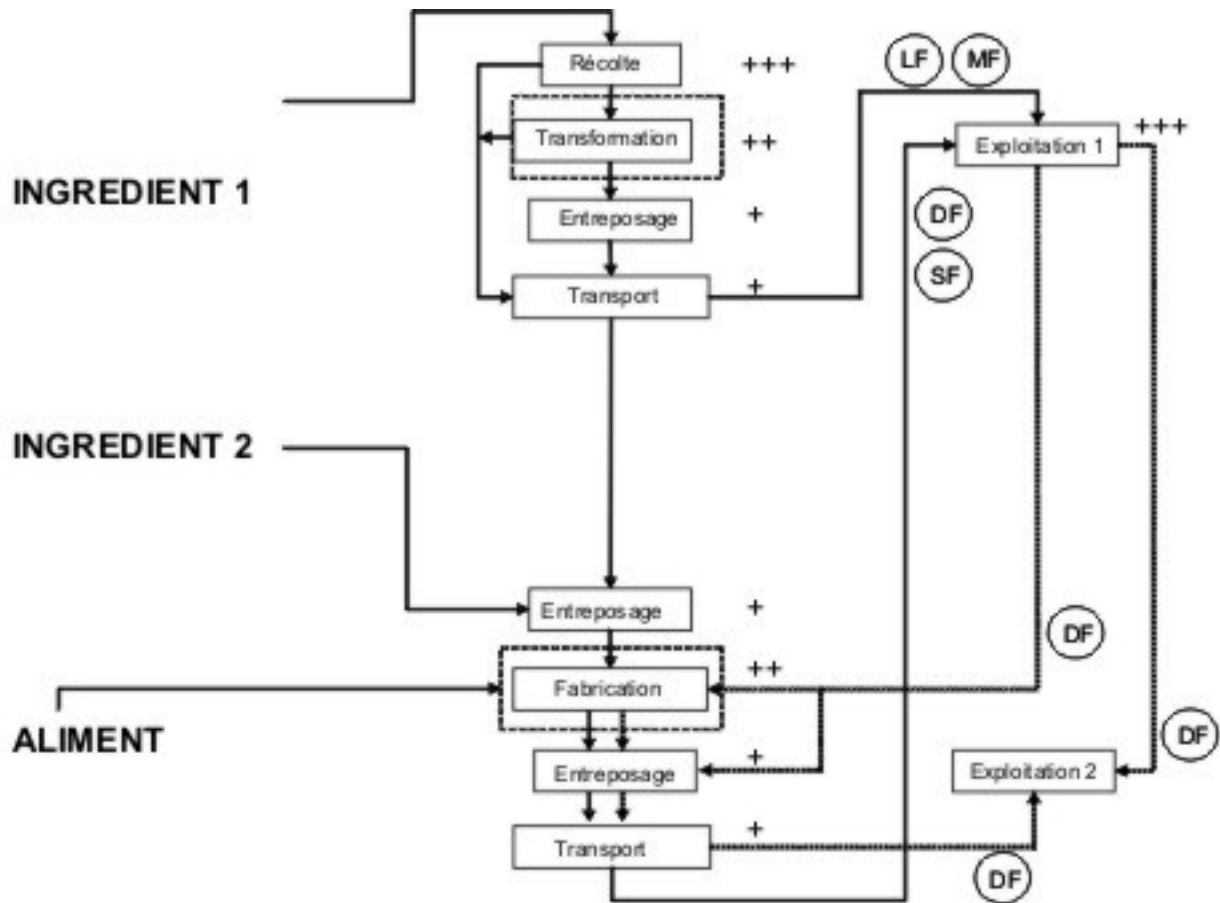 Récolte +++ LF MF
Transformation ++ Exploitation 1 +++
INGREDIENT 1
Entreposage + DF
Transport + SF
INGREDIENT 2
Entreposage + DF
Fabrication ++
ALIMENT DF
Entreposage + Exploitation 2
Transport +
DF